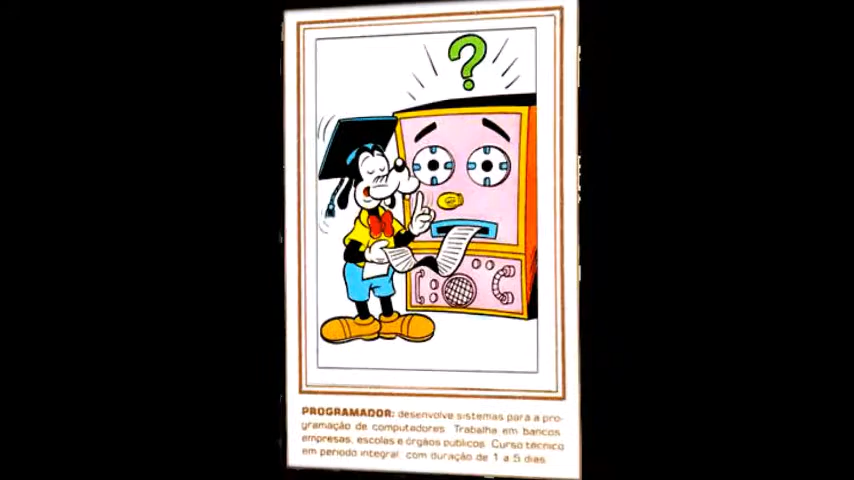 ?
PROGRAMADOR: desenvolve sistemas para a pro-
gramação de computadores. Trabalha em bancos
empresas, escolas e órgãos públicos. Curso técnico
em período integral, com duração de 1 a 5 dias